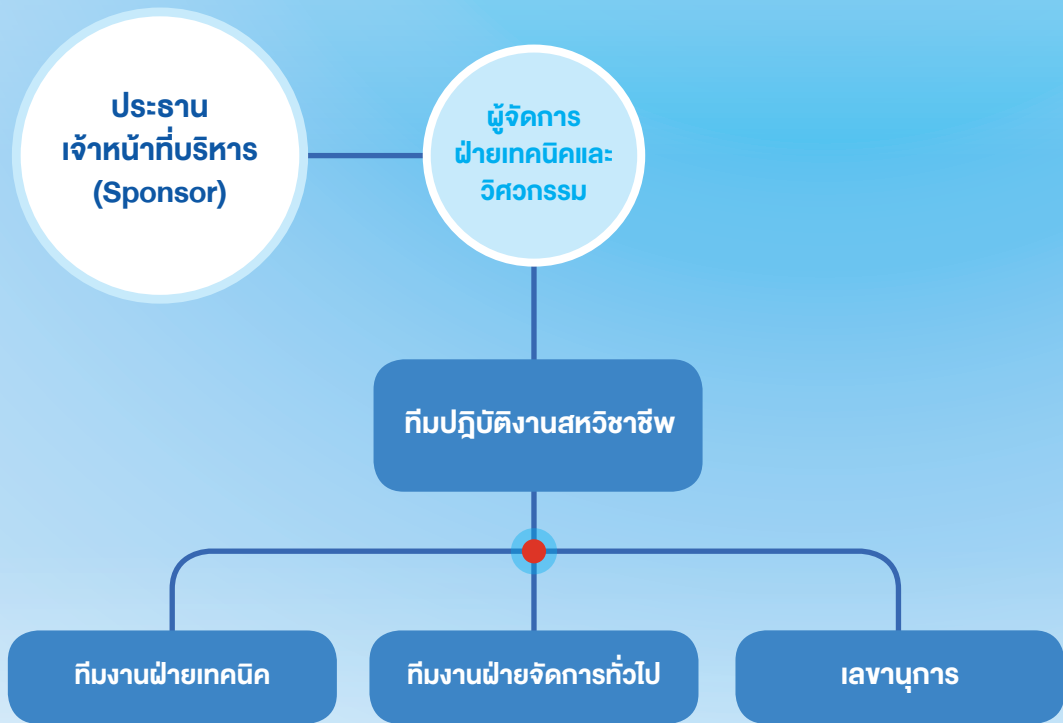 ประธาน
เจ้าหน้าที่บริหาร
(Sponsor)
ผู้จัดการ
ฝ่ายเทคนิคและ
วิศวกรรม
ทีมปฎิบัติงานสหวิชาชีพ
ทีมงานฝ่ายเทคนิค
ทีมงานฝ่ายจัดการทั่วไป
เลขานุการ